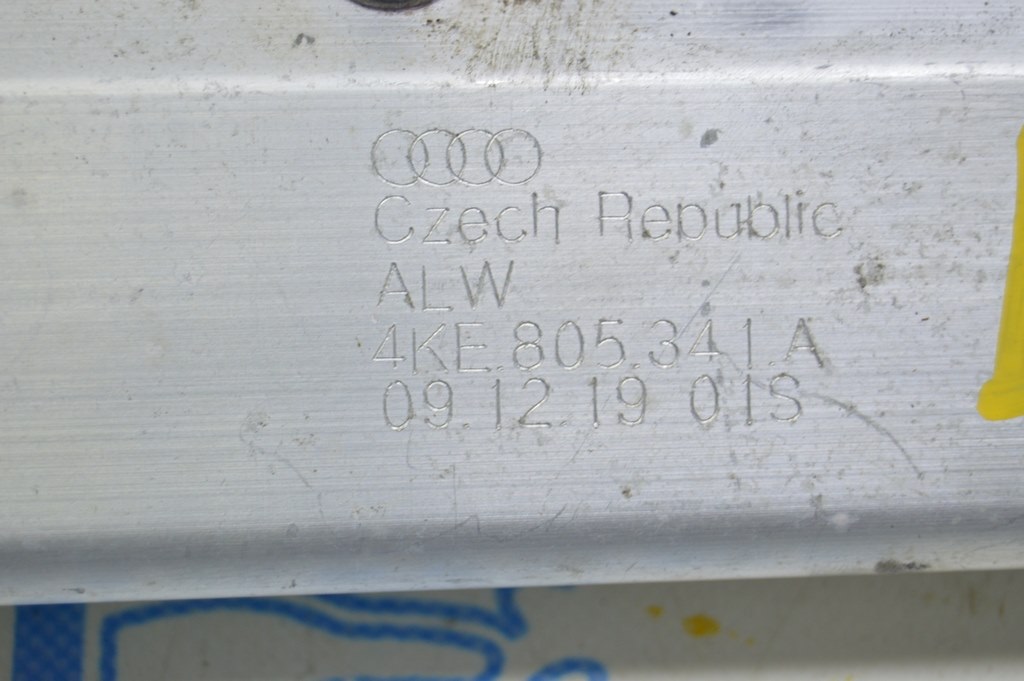 Czech Republic
ALW
4KE.805.341.A
09.12.19 01S